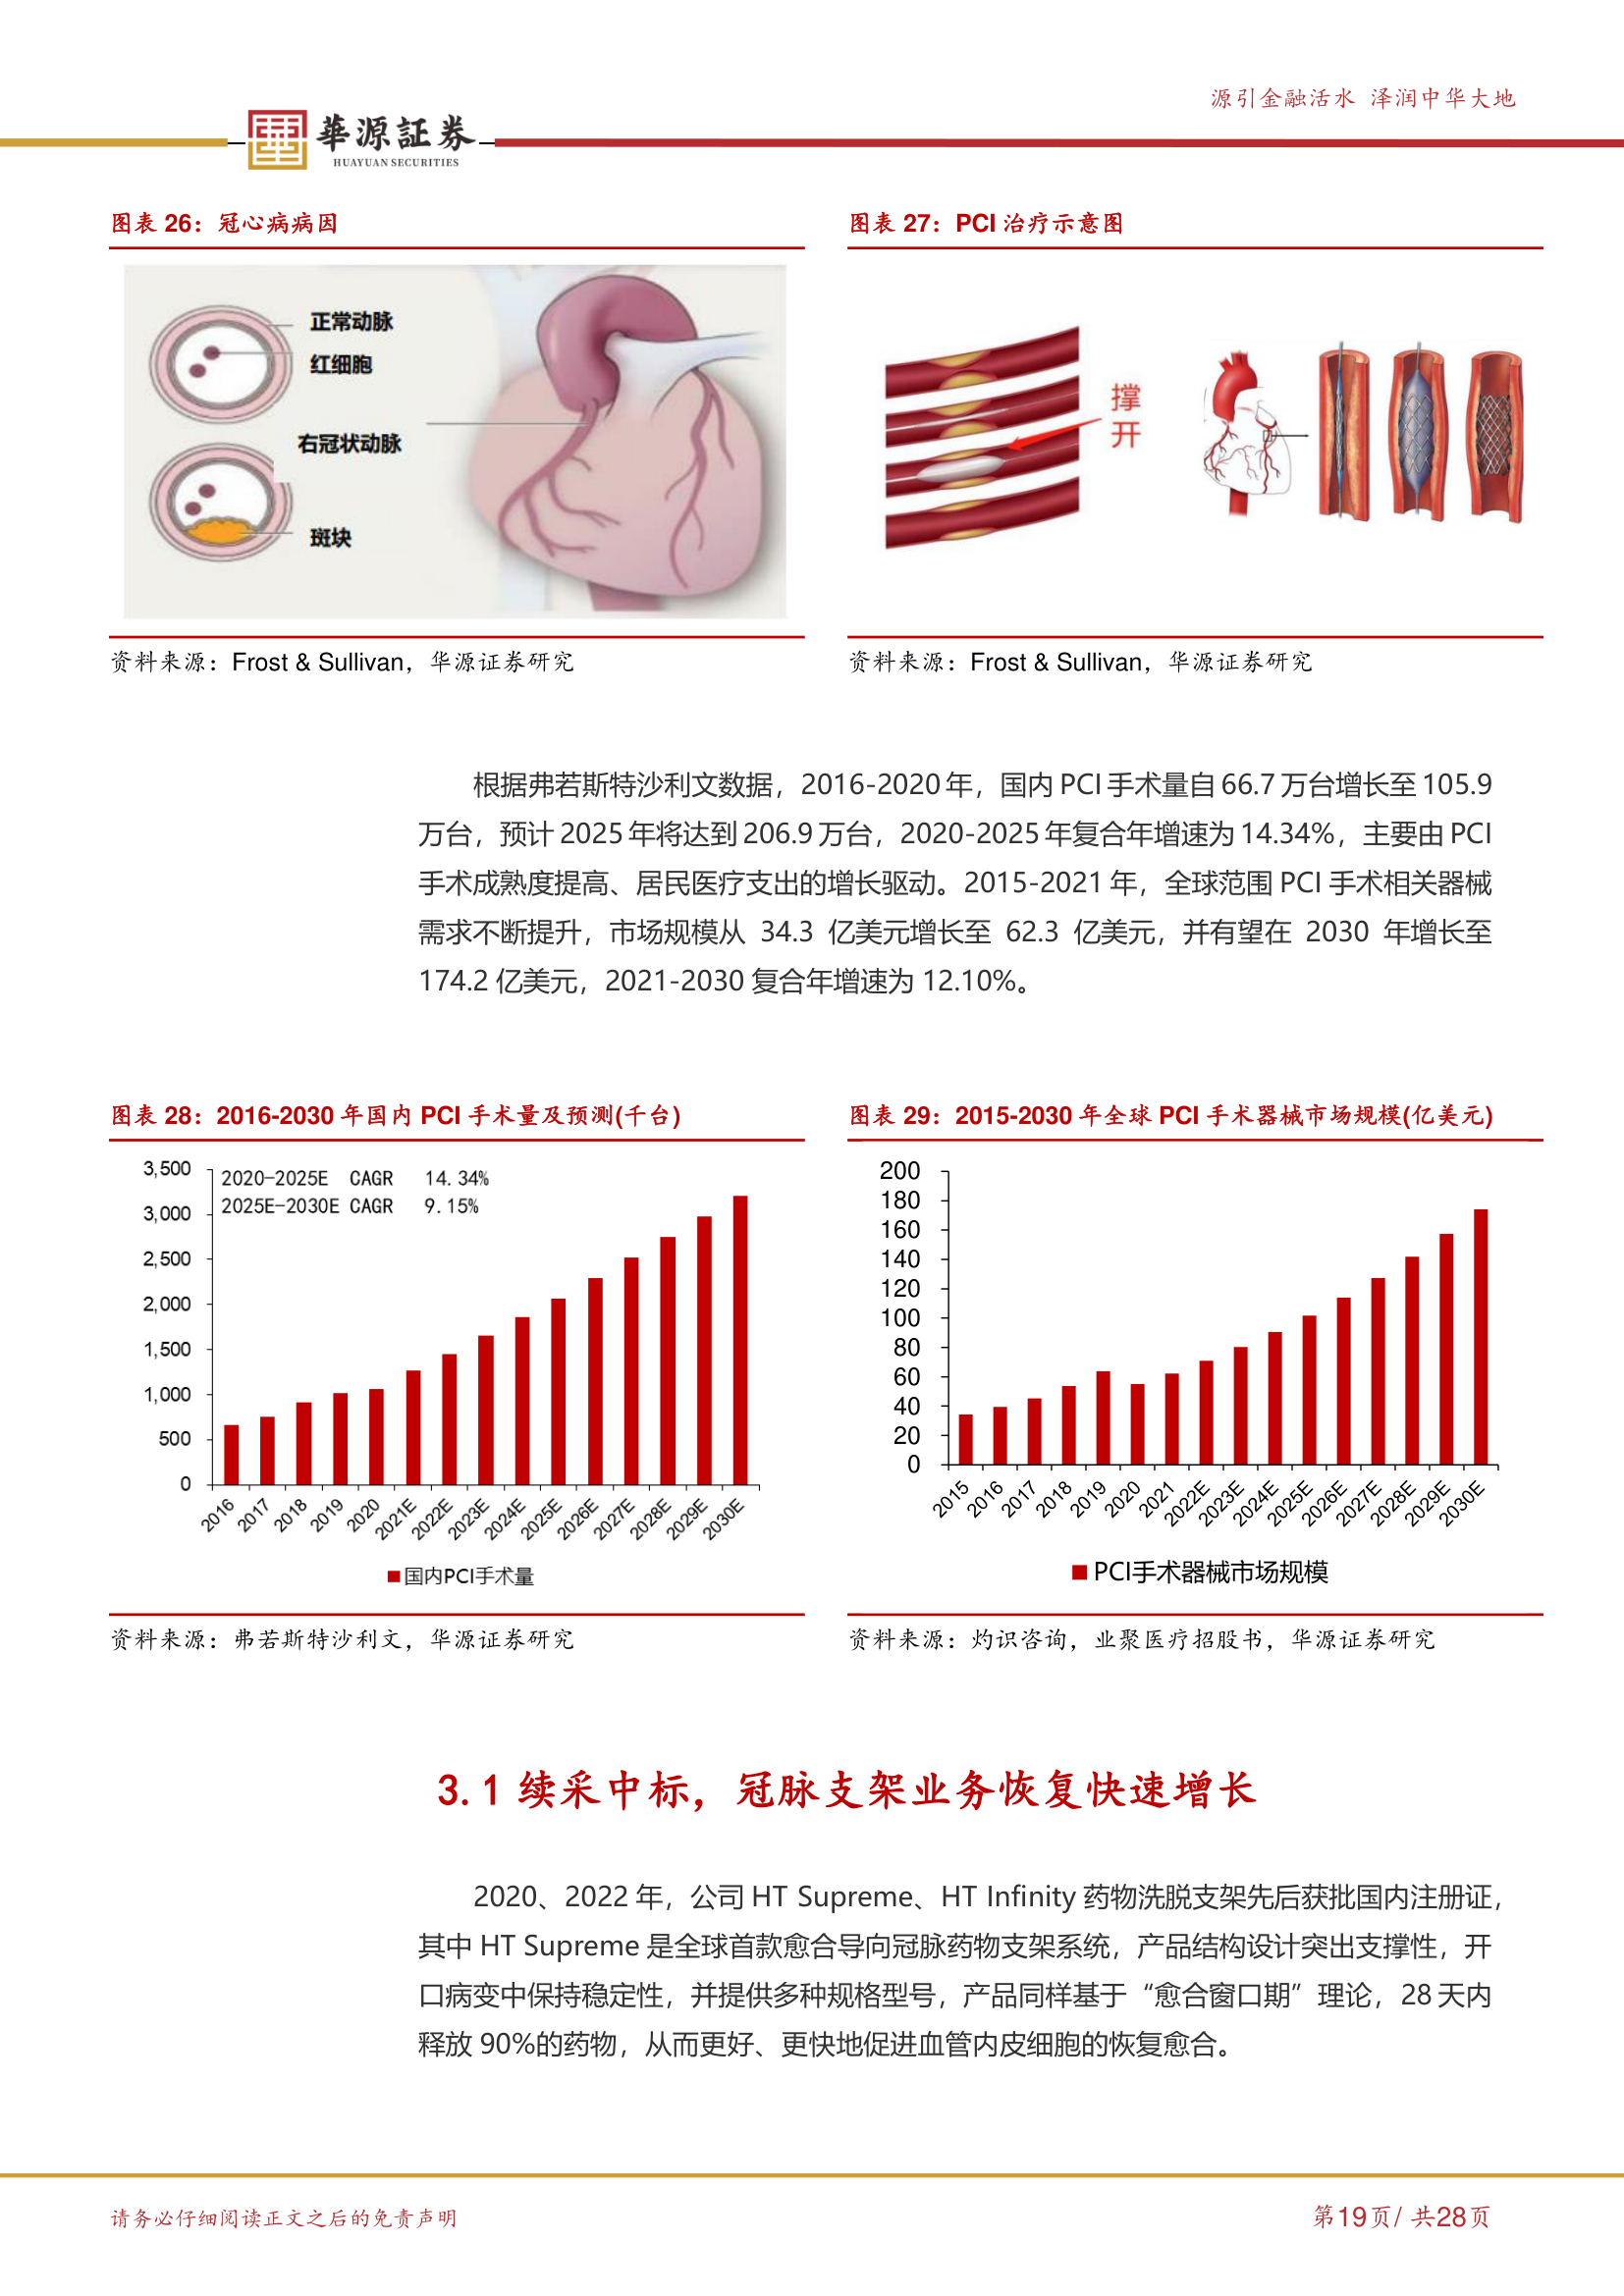 源引金融活水 泽润中华大地
華源証券
HUAYUAN SECURITIES
图表 26：冠心病病因
正常动脉
红细胞
右冠状动脉
斑块
资料来源：Frost & Sullivan，华源证券研究
图表 27：PCI 治疗示意图
撑
开
资料来源：Frost & Sullivan，华源证券研究
根据弗若斯特沙利文数据，2016-2020 年，国内 PCI 手术量自 66.7 万台增长至 105.9
万台，预计 2025 年将达到 206.9 万台，2020-2025 年复合年增速为 14.34%，主要由 PCI
手术成熟度提高、居民医疗支出的增长驱动。2015-2021 年，全球范围 PCI 手术相关器械
需求不断提升，市场规模从 34.3 亿美元增长至 62.3 亿美元，并有望在 2030 年增长至
174.2 亿美元，2021-2030 复合年增速为 12.10%。
图表 28：2016-2030 年国内 PCI 手术量及预测(千台)
2020-2025E CAGR 14.34%
2025E-2030E CAGR 9.15%
3,500
3,000
2,500
2,000
1,500
1,000
500
0
2016
2017
2018
2019
2020
2021E
2022E
2023E
2024E
2025E
2026E
2027E
2028E
2029E
2030E
国内PCI手术量
资料来源：弗若斯特沙利文，华源证券研究
图表 29：2015-2030 年全球 PCI 手术器械市场规模(亿美元)
200
180
160
140
120
100
80
60
40
20
0
2015
2016
2017
2018
2019
2020
2021
2022E
2023E
2024E
2025E
2026E
2027E
2028E
2029E
2030E
PCI手术器械市场规模
资料来源：灼识咨询，业聚医疗招股书，华源证券研究
3.1 续采中标，冠脉支架业务恢复快速增长
2020、2022 年，公司 HT Supreme、HT Infinity 药物洗脱支架先后获批国内注册证，
其中 HT Supreme 是全球首款愈合导向冠脉药物支架系统，产品结构设计突出支撑性，开
口病变中保持稳定性，并提供多种规格型号，产品同样基于“愈合窗口期”理论，28 天内
释放 90%的药物，从而更好、更快地促进血管内皮细胞的恢复愈合。
请务必仔细阅读正文之后的免责声明
第19页/ 共28页